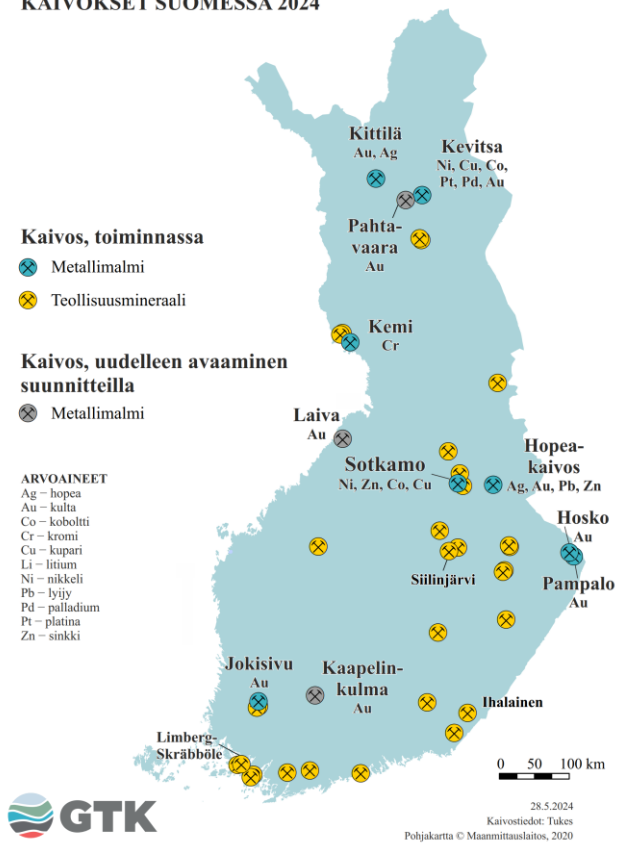 KAIVOKSET SUOMESSA 2024
Kittilä
Au, Ag
Kevitsa
Ni, Cu, Co,
Pt, Pd, Au
Pahta-
vaara
Au
Kaivos, toiminnassa
Metallimalmi
Teollisuusmineraali
Kemi
Cr
Kaivos, uudelleen avaaminen
suunnitteilla
Metallimalmi
Laiva
Au
Sotkamo
Ni, Zn, Co, Cu
Hopea-
kaivos
Ag, Au, Pb, Zn
ARVOAINEET
Ag – hopea
Au – kulta
Co – koboltti
Cr – kromi
Cu – kupari
Li – litium
Ni – nikkeli
Pb – lyijy
Pd – palladium
Pt – platina
Zn – sinkki
Hosko
Au
Siilinjärvi
Pampalo
Au
Jokisivu
Au
Kaapelin-
kulma
Au
Ihalainen
Limberg-
Skräbböle
0 50 100 km
GTK
28.5.2024
Kaivostiedot: Tukes
Pohjakartta © Maanmittauslaitos, 2020